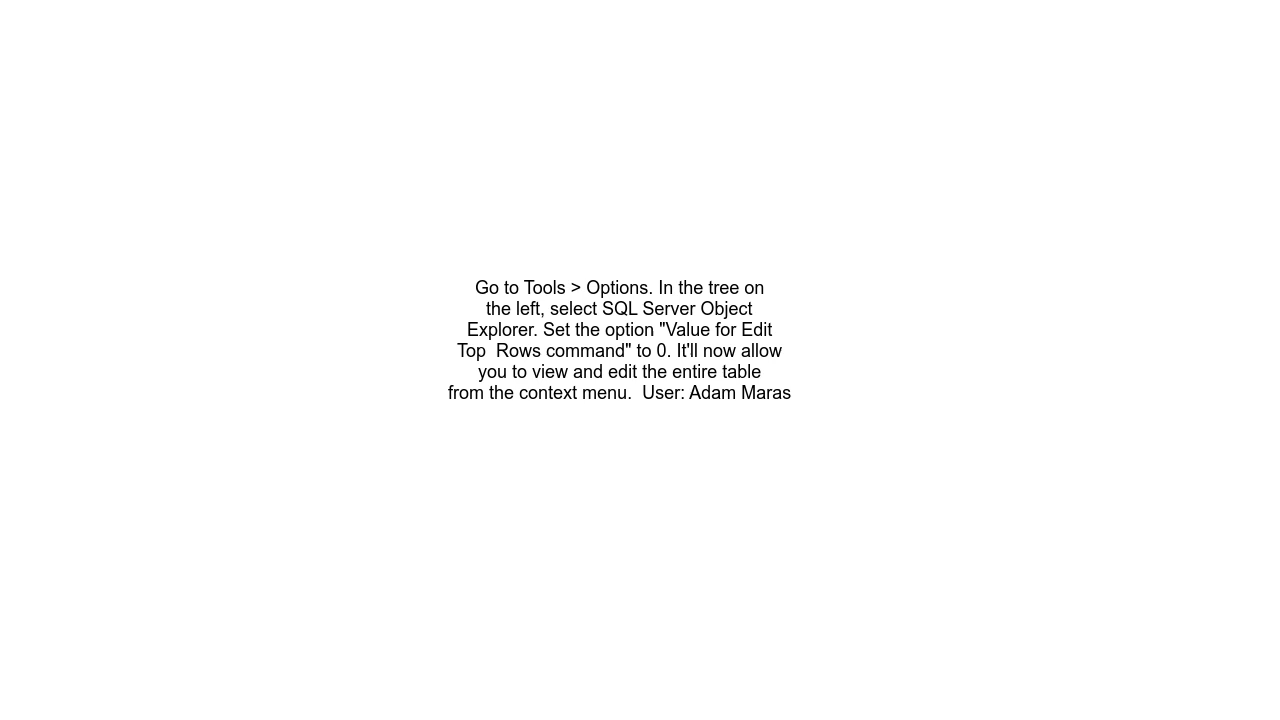 Go to Tools > Options. In the tree on
the left, select SQL Server Object
Explorer. Set the option "Value for Edit
Top  Rows command" to 0. It'll now allow
you to view and edit the entire table
from the context menu.  User: Adam Maras